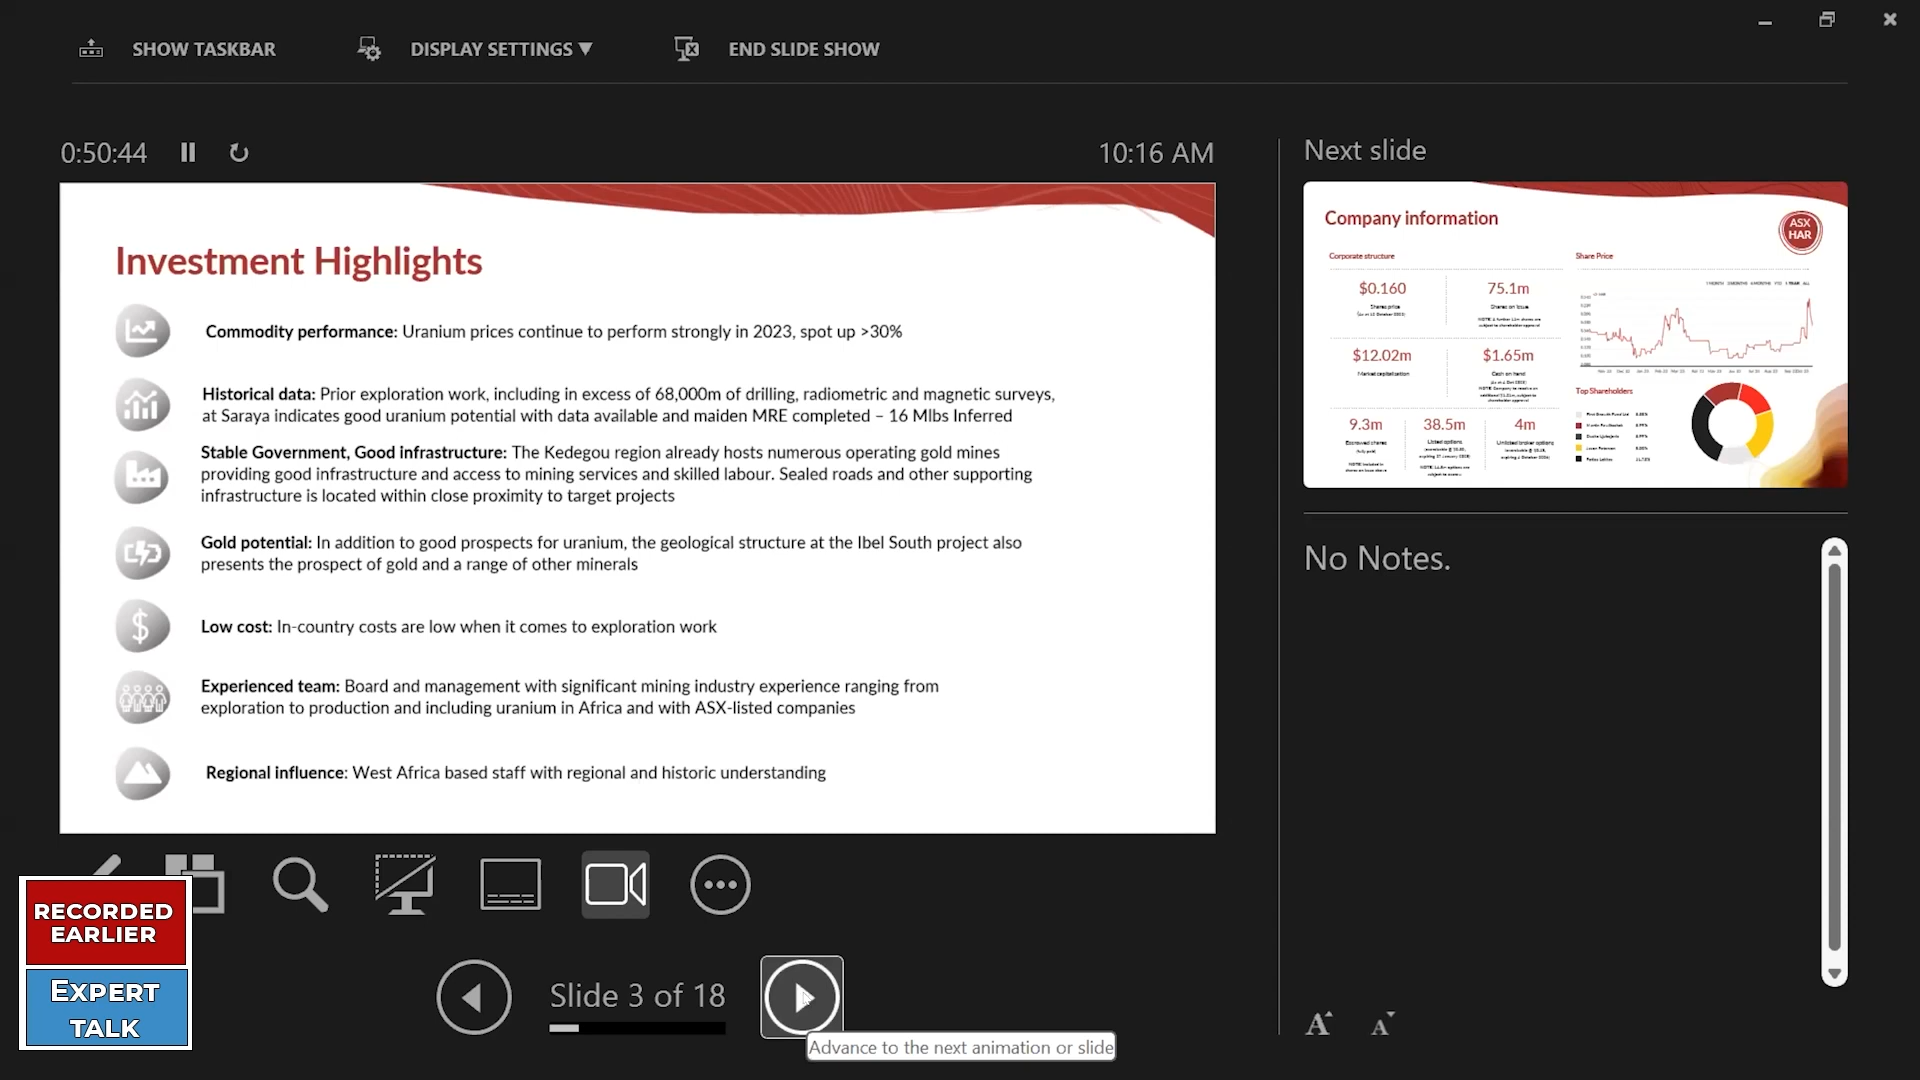 SHOW TASKBAR
DISPLAY SETTINGS
END SLIDE SHOW
0:50:44
10:16 AM
Investment Highlights
Commodity performance: Uranium prices continue to perform strongly in 2023, spot up >30%
Historical data: Prior exploration work, including in excess of 68,000m of drilling, radiometric and magnetic surveys,
at Saraya indicates good uranium potential with data available and maiden MRE completed – 16 Mlbs Inferred
Stable Government, Good infrastructure: The Kedegou region already hosts numerous operating gold mines
providing good infrastructure and access to mining services and skilled labour. Sealed roads and other supporting
infrastructure is located within close proximity to target projects
Gold potential: In addition to good prospects for uranium, the geological structure at the Ibel South project also
presents the prospect of gold and a range of other minerals
Low cost: In-country costs are low when it comes to exploration work
Experienced team: Board and management with significant mining industry experience ranging from
exploration to production and including uranium in Africa and with ASX-listed companies
Regional influence: West Africa based staff with regional and historic understanding
RECORDED
EARLIER
EXPERT
TALK
Slide 3 of 18
Advance to the next animation or slide
Next slide
Company information
ASX
HAR
Corporate structure
Share Price
$0.160
75.1m
Shares on issue
$12.02m
$1.65m
Market capitalisation
Cash on hand
Top Shareholders
9.3m
38.5m
4m
No Notes.